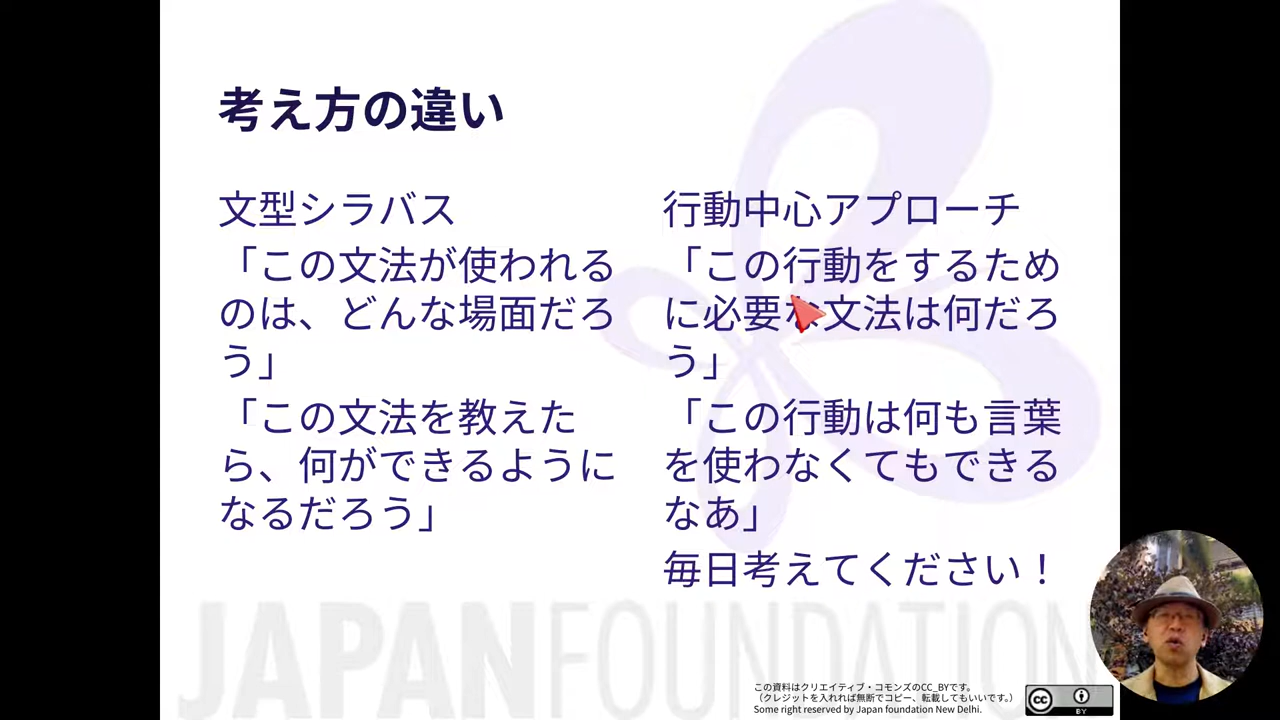 考え方の違い
文型シラバス
「この文法が使われる
のは、どんな場面だろ
う」
「この文法を教えた
ら、何ができるように
なるだろう」
行動中心アプローチ
「この行動をするため
に必要な文法は何だろ
う」
「この行動は何も言葉
を使わなくてもできる
なあ」
毎日考えてください！
JAPANFOUNDATION
この資料はクリエイティブ・コモンズのCC_BYです。
（クレジットを入れれば無断でコピー、転載してもいいです。）
Some right reserved by Japan foundation New Delhi.
cc
BY